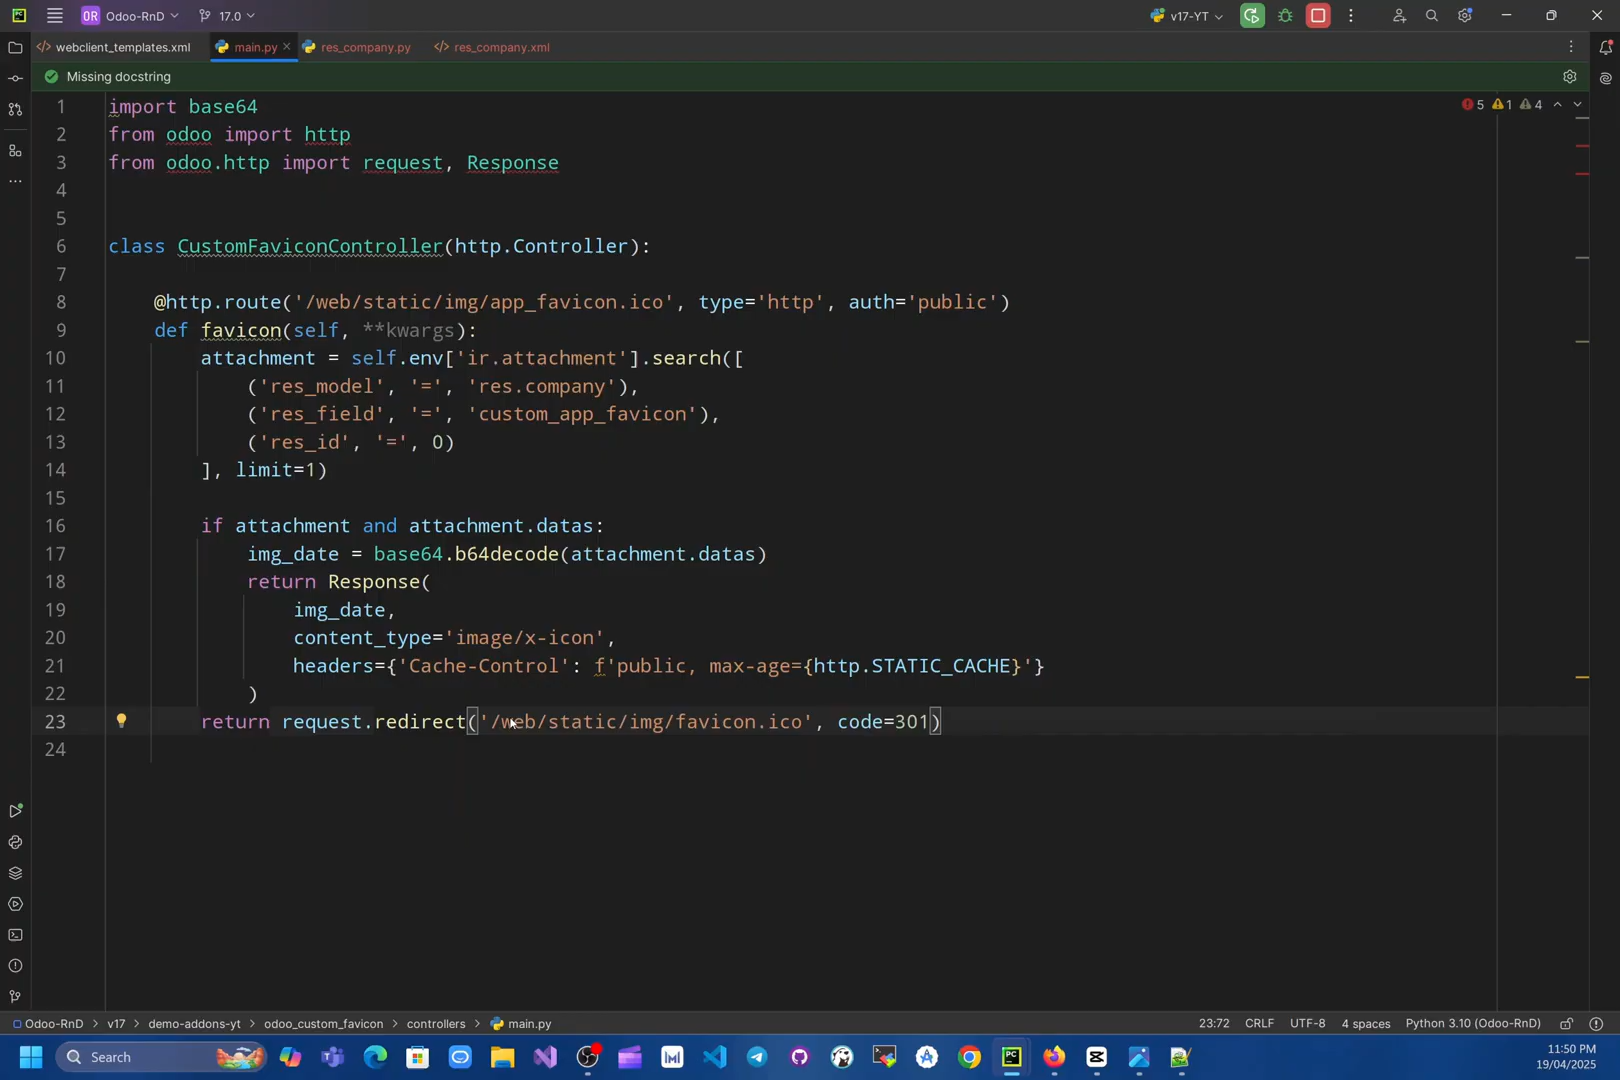 OR Odoo-RnD 17.0 v17-YT
webclient_templates.xml main.py res_company.py res_company.xml
Missing docstring
5 1 4
1 import base64
2 from odoo import http
3 from odoo.http import request, Response
4
5
6 class CustomFaviconController(http.Controller):
7
8 @http.route('/web/static/img/app_favicon.ico', type='http', auth='public')
9 def favicon(self, **kwargs):
10 attachment = self.env['ir.attachment'].search([
11 ('res_model', '=', 'res.company'),
12 ('res_field', '=', 'custom_app_favicon'),
13 ('res_id', '=', 0)
14 ], limit=1)
15
16 if attachment and attachment.datas:
17 img_date = base64.b64decode(attachment.datas)
18 return Response(
19 img_date,
20 content_type='image/x-icon',
21 headers={'Cache-Control': f'public, max-age={http.STATIC_CACHE}'}
22 )
23 return request.redirect('/web/static/img/favicon.ico', code=301)
24
Odoo-RnD > v17 > demo-addons-yt > odoo_custom_favicon > controllers > main.py 23:72 CRLF UTF-8 4 spaces Python 3.10 (Odoo-RnD)
Search 11:50 PM
19/04/2025